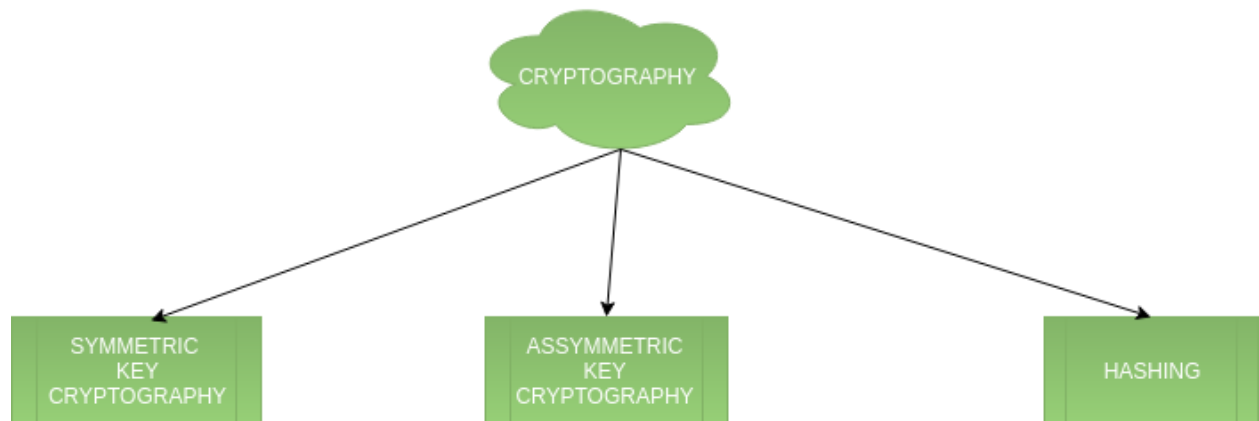 CRYPTOGRAPHY
SYMMETRIC
KEY
CRYPTOGRAPHY
ASSYMMETRIC
KEY
CRYPTOGRAPHY
HASHING